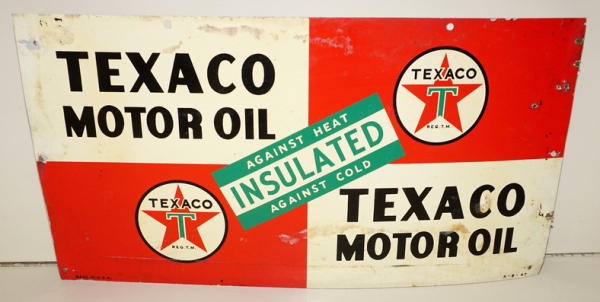 TEXACO
MOTOR OIL
TEXACO
T
REG. T.M.
AGAINST HEAT
INSULATED
AGAINST COLD
TEXACO
T
REG. T.M.
TEXACO
MOTOR OIL